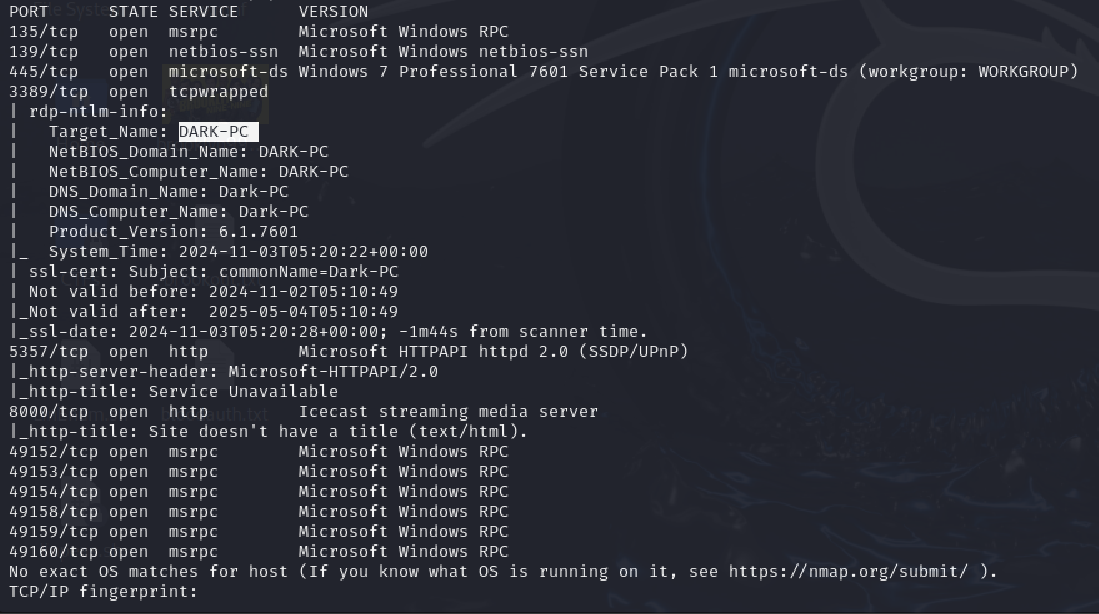 PORT STATE SERVICE VERSION
135/tcp open msrpc Microsoft Windows RPC
139/tcp open netbios-ssn Microsoft Windows netbios-ssn
445/tcp open microsoft-ds Windows 7 Professional 7601 Service Pack 1 microsoft-ds (workgroup: WORKGROUP)
3389/tcp open tcpwrapped
| rdp-ntlm-info:
|   Target_Name: DARK-PC
|   NetBIOS_Domain_Name: DARK-PC
|   NetBIOS_Computer_Name: DARK-PC
|   DNS_Domain_Name: Dark-PC
|   DNS_Computer_Name: Dark-PC
|   Product_Version: 6.1.7601
|_  System_Time: 2024-11-03T05:20:22+00:00
| ssl-cert: Subject: commonName=Dark-PC
| Not valid before: 2024-11-02T05:10:49
|_Not valid after:  2025-05-04T05:10:49
|_ssl-date: 2024-11-03T05:20:28+00:00; -1m44s from scanner time.
5357/tcp open http Microsoft HTTPAPI httpd 2.0 (SSDP/UPnP)
|_http-server-header: Microsoft-HTTPAPI/2.0
|_http-title: Service Unavailable
8000/tcp open http Icecast streaming media server
|_http-title: Site doesn't have a title (text/html).
49152/tcp open msrpc Microsoft Windows RPC
49153/tcp open msrpc Microsoft Windows RPC
49154/tcp open msrpc Microsoft Windows RPC
49158/tcp open msrpc Microsoft Windows RPC
49159/tcp open msrpc Microsoft Windows RPC
49160/tcp open msrpc Microsoft Windows RPC
No exact OS matches for host (If you know what OS is running on it, see https://nmap.org/submit/ ).
TCP/IP fingerprint: